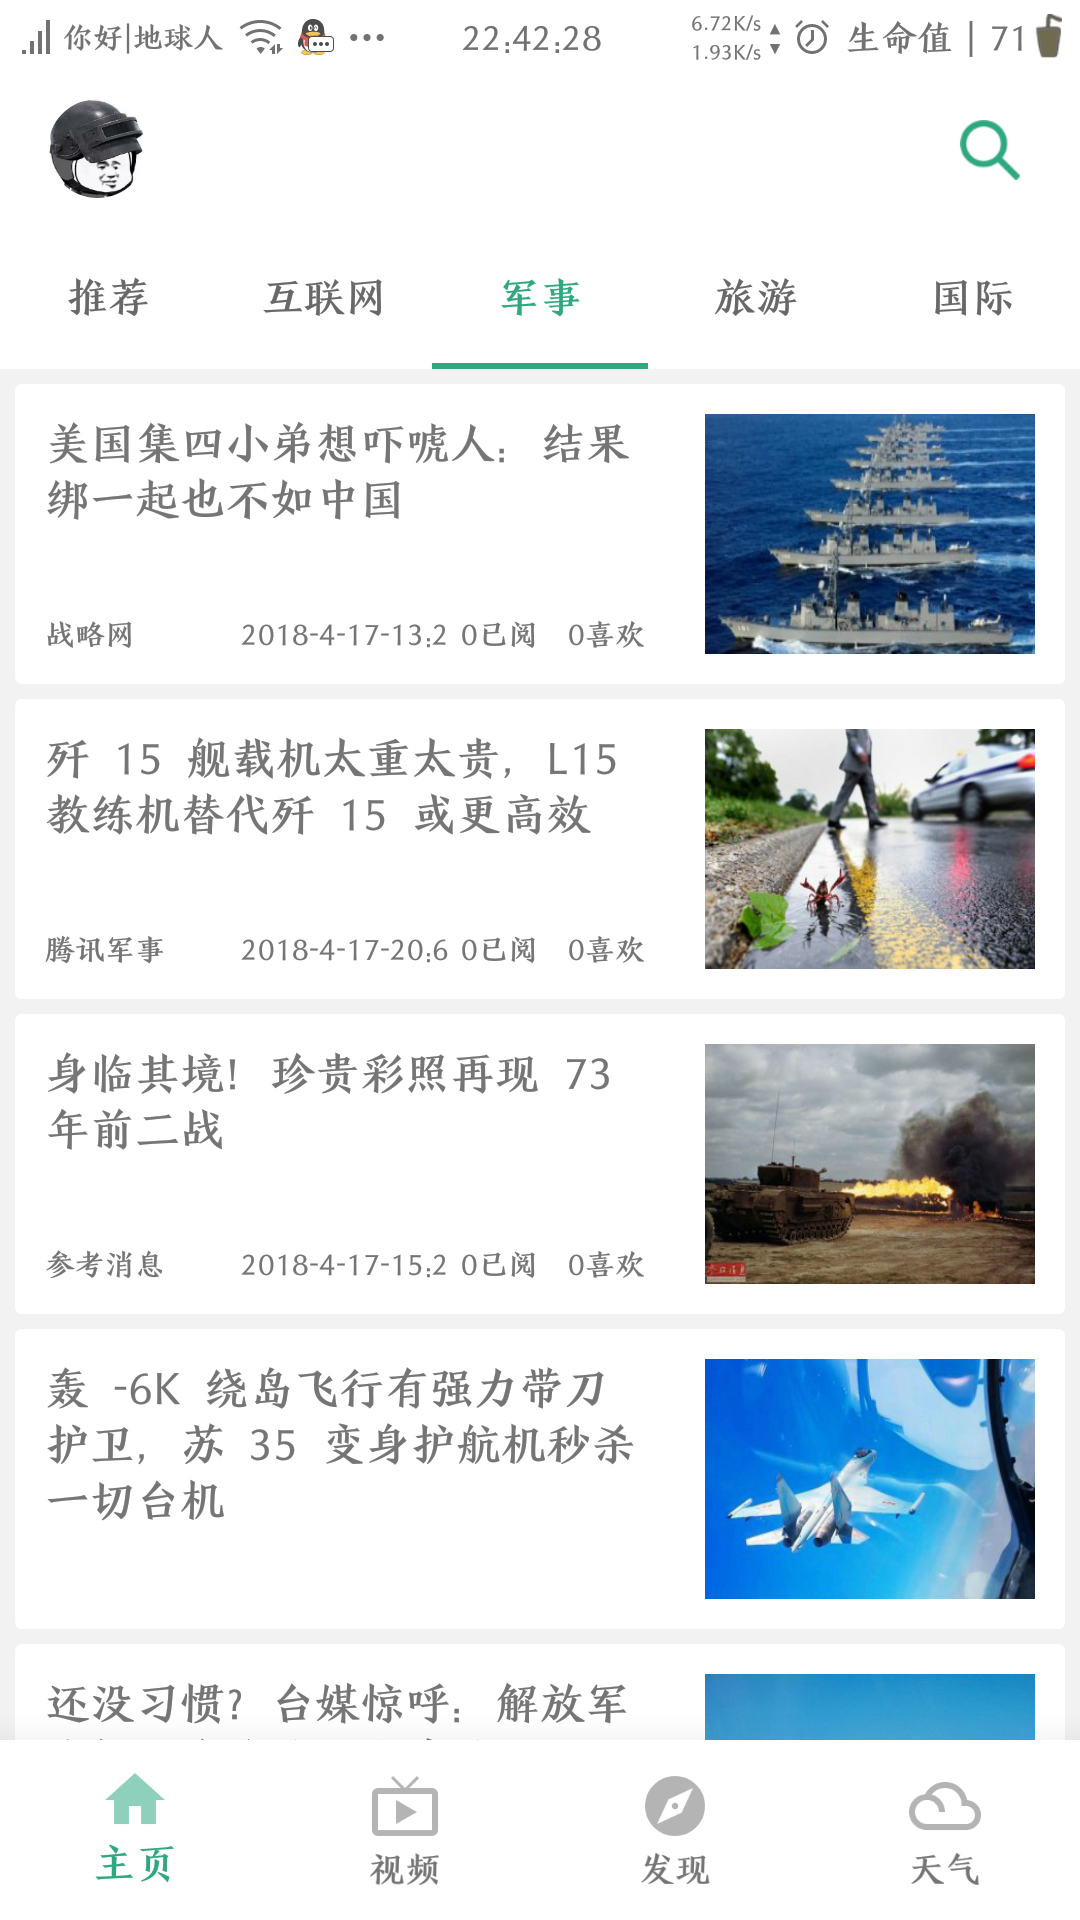 你好|地球人
22:42:28
6.72K/s
1.93K/s
生命值 | 71
推荐
互联网
军事
旅游
国际
美国集四小弟想吓唬人：结果
绑一起也不如中国
战略网
2018-4-17-13:2
0已阅
0喜欢
歼 15 舰载机太重太贵，L15
教练机替代歼 15 或更高效
腾讯军事
2018-4-17-20:6
0已阅
0喜欢
身临其境！珍贵彩照再现 73
年前二战
参考消息
2018-4-17-15:2
0已阅
0喜欢
轰 -6K 绕岛飞行有强力带刀
护卫，苏 35 变身护航机秒杀
一切台机
还没习惯？台媒惊呼：解放军
主页
视频
发现
天气